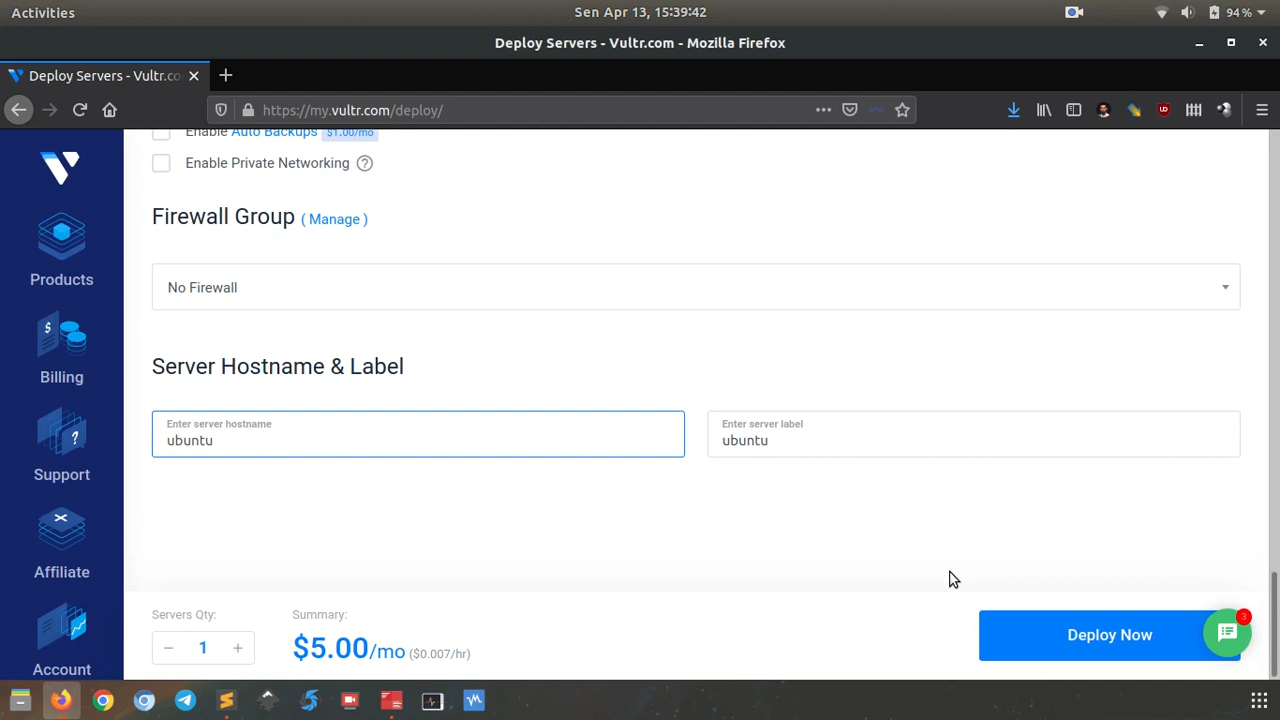 Activities
Sen Apr 13, 15:39:42
94 %
Deploy Servers - Vultr.com - Mozilla Firefox
Deploy Servers - Vultr.co
https://my.vultr.com/deploy/
Enable Auto Backups $1.00/mo
Enable Private Networking ?
Firewall Group ( Manage )
No Firewall
Server Hostname & Label
Enter server hostname
ubuntu
Enter server label
ubuntu
Products
Billing
Support
Affiliate
Account
Servers Qty:
− 1 +
Summary:
$5.00/mo ($0.007/hr)
Deploy Now
3